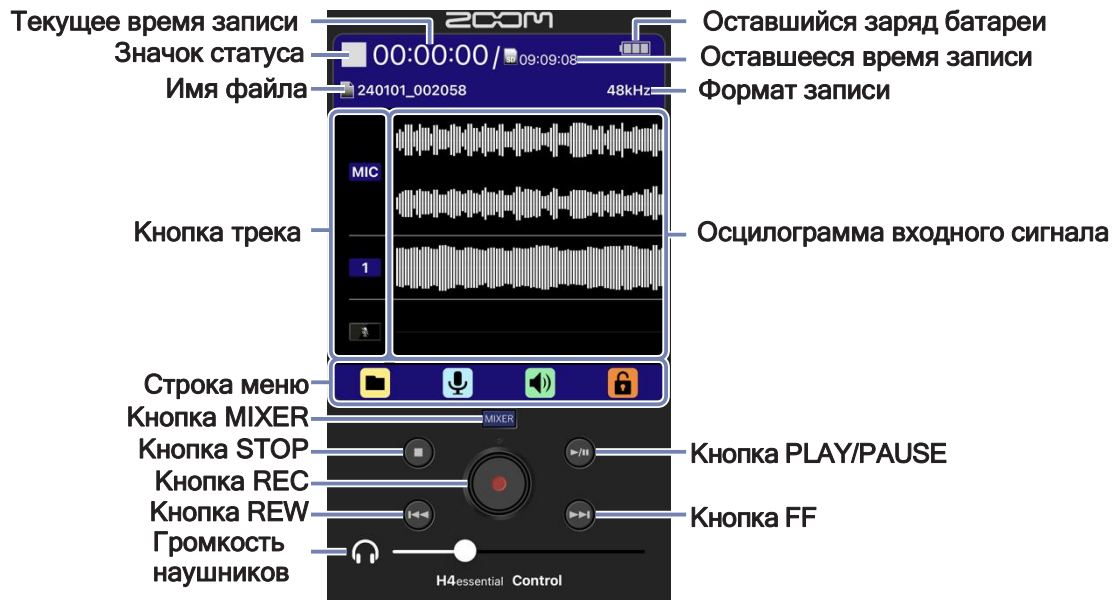 Текущее время записи
Значок статуса
Имя файла
Кнопка трека
Строка меню
Кнопка MIXER
Кнопка STOP
Кнопка REC
Кнопка REW
Громкость
наушников
ZOOM
00:00:00/ SD 09:09:08
240101_002058 48kHz
MIC
1
MIXER
H4essential Control
Оставшийся заряд батареи
Оставшееся время записи
Формат записи
Осцилограмма входного сигнала
Кнопка PLAY/PAUSE
Кнопка FF